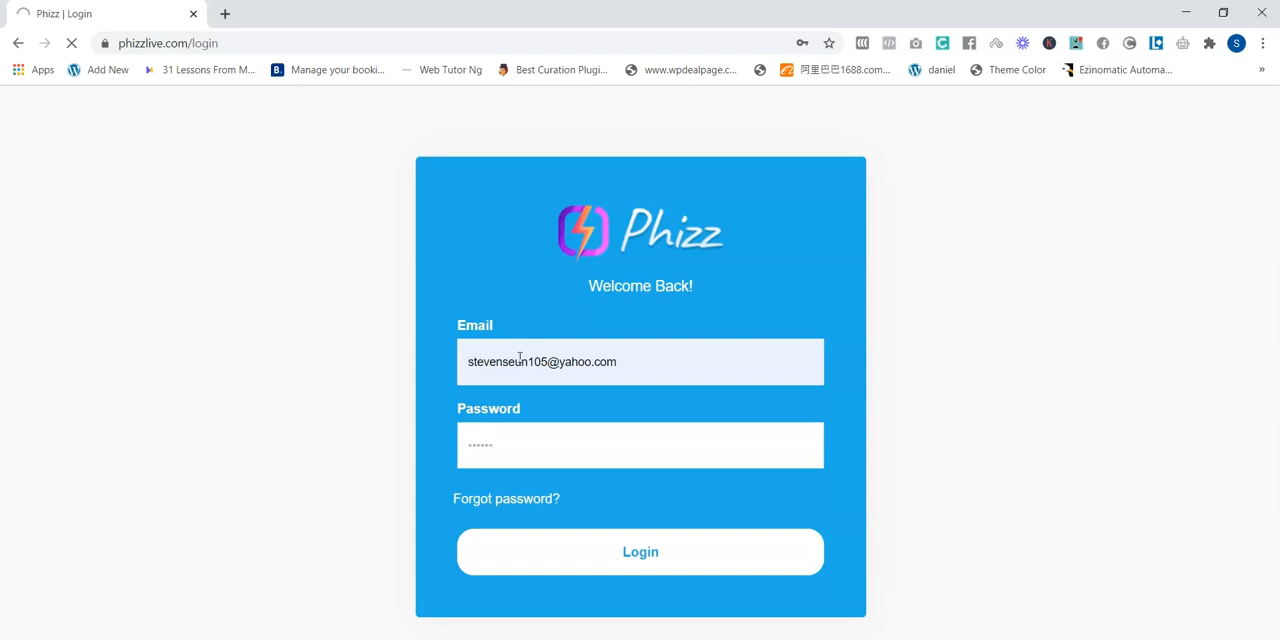 Phizz | Login
phizzlive.com/login
S
Apps
Add New
31 Lessons From M...
B.
Manage your booki...
Web Tutor Ng
Best Curation Plugi...
www.wpdealpage.c...
阿里巴巴1688.com...
daniel
Theme Color
Ezinomatic Automa...
»
Phizz
Welcome Back!
Email
stevenseun105@yahoo.com
Password
Forgot password?
Login